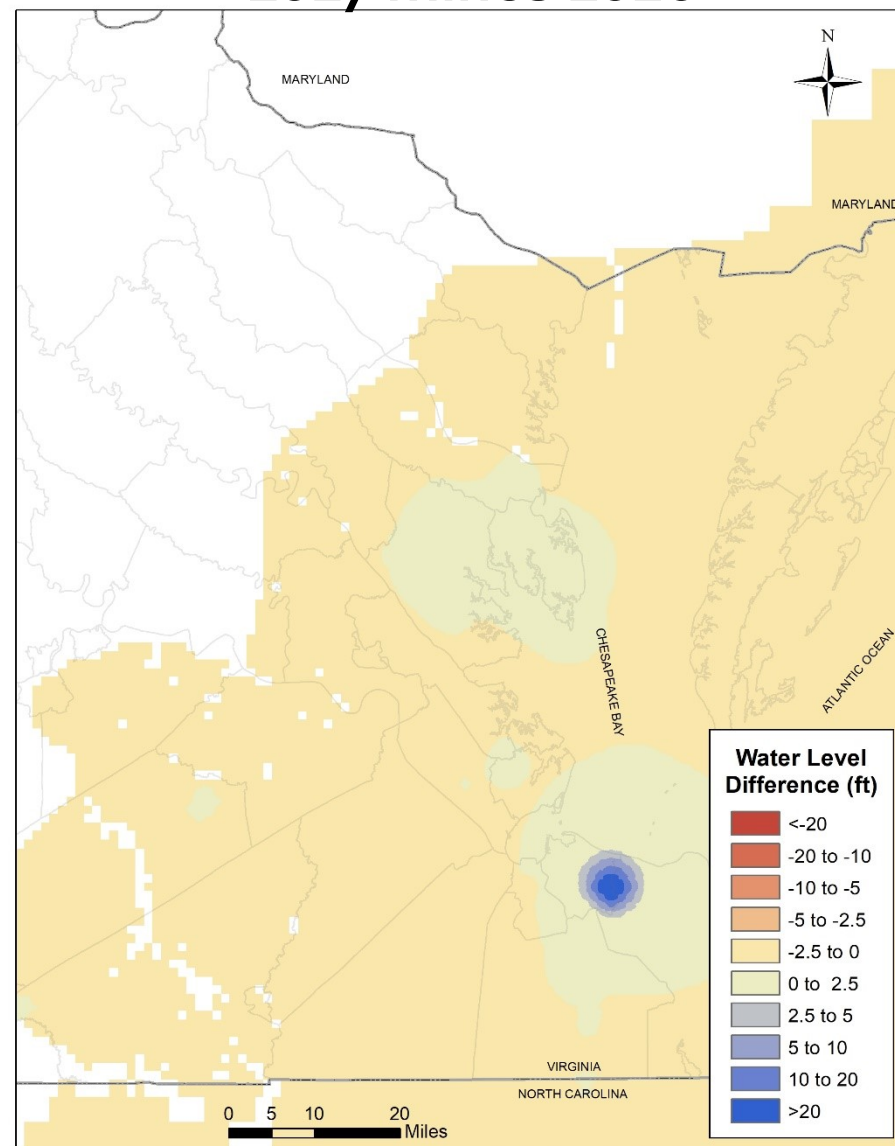 N
MARYLAND
MARYLAND
CHESAPEAKE BAY
ATLANTIC OCEAN
Water Level
Difference (ft)
<-20
-20 to -10
-10 to -5
-5 to -2.5
-2.5 to 0
0 to 2.5
2.5 to 5
5 to 10
10 to 20
>20
VIRGINIA
NORTH CAROLINA
0 5 10 20
Miles